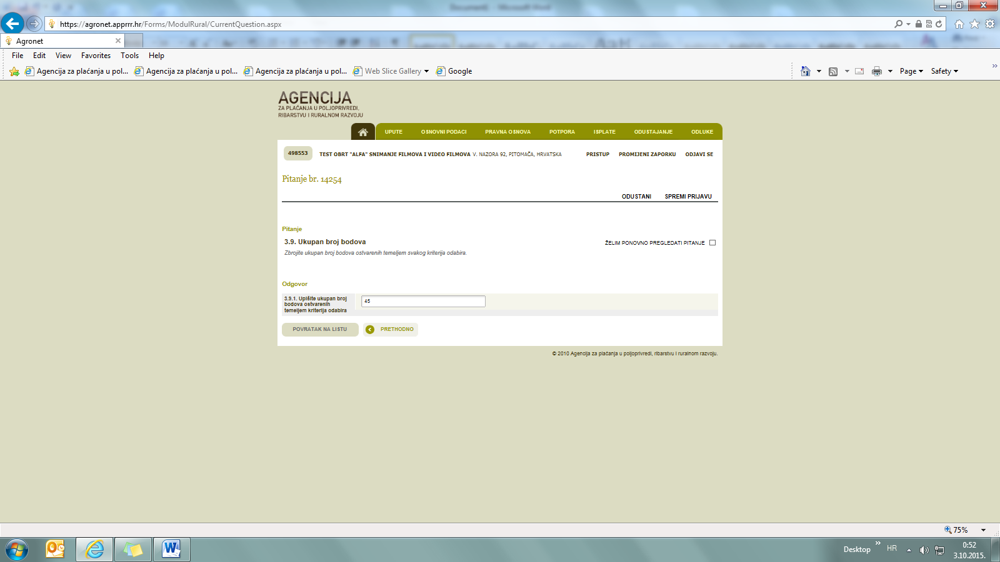 Document1 - Microsoft Word
https://agronet.apprrr.hr/Forms/ModulRural/CurrentQuestion.aspx
Agronet
File Edit View Favorites Tools Help
Agencija za plaćanja u pol... Agencija za plaćanja u pol... Agencija za plaćanja u pol... Web Slice Gallery Google Page Safety
AGENCIJA
ZA PLAĆANJA U POLJOPRIVREDI,
RIBARSTVU I RURALNOM RAZVOJU
UPUTE OSNOVNI PODACI PRAVNA OSNOVA POTPORA ISPLATE ODUSTAJANJE ODLUKE
498553 TEST OBRT "ALFA" SNIMANJE FILMOVA I VIDEO FILMOVA V. NAZORA 92, PITOMAČA, HRVATSKA PRISTUP PROMIJENI ZAPORKU ODJAVI SE
Pitanje br. 14254
ODUSTANI SPREMI PRIJAVU
Pitanje
3.9. Ukupan broj bodova ŽELIM PONOVNO PREGLEDATI PITANJE
Zbrojite ukupan broj bodova ostvarenih temeljem svakog kriterija odabira.
Odgovor
3.9.1. Upišite ukupan broj
bodova ostvarenih
temeljem kriterija odabira
45
POVRATAK NA LISTU PRETHODNO
© 2010 Agencija za plaćanja u poljoprivredi, ribarstvu i ruralnom razvoju.
75%
Desktop HR 0:52
3.10.2015.